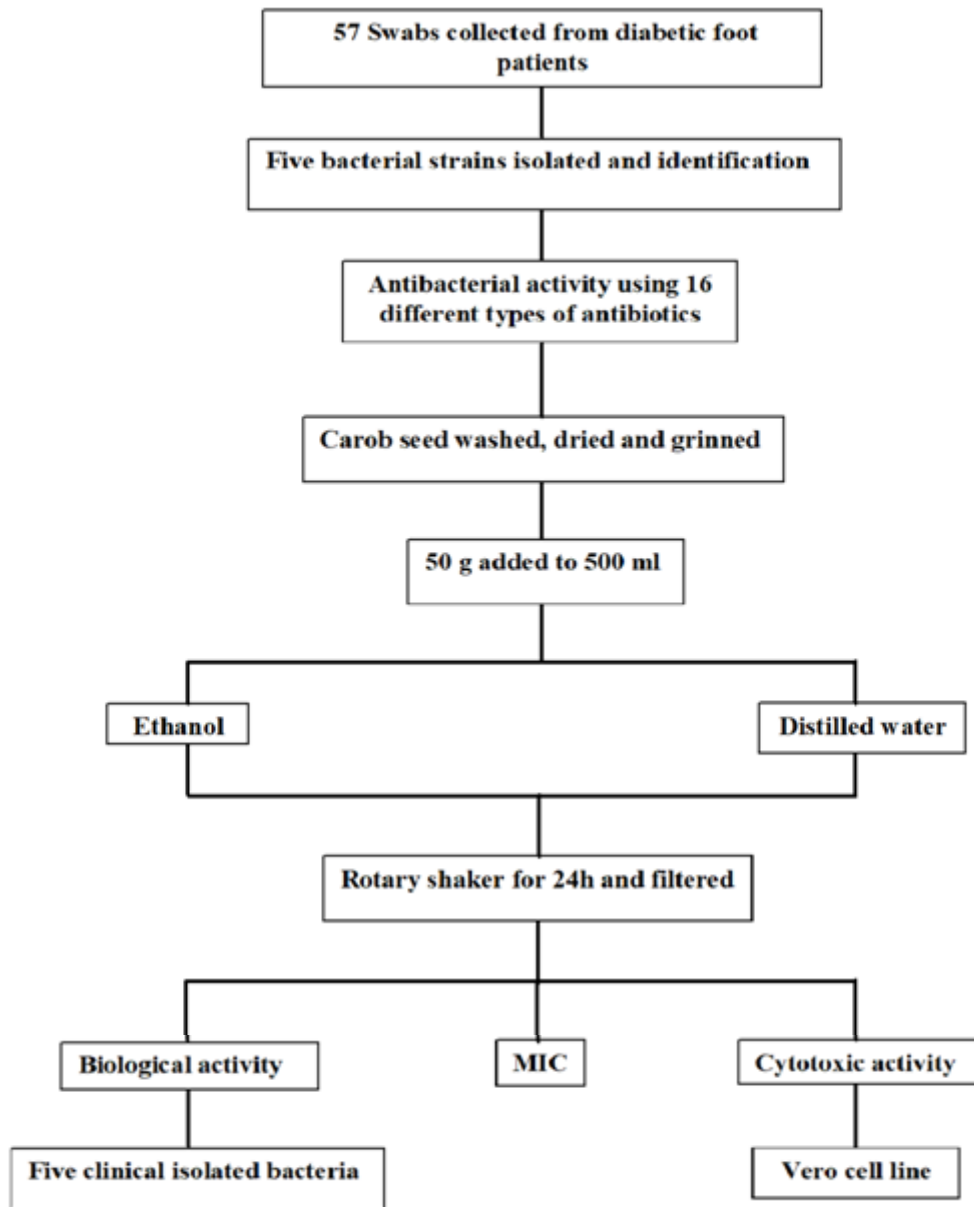 57 Swabs collected from diabetic foot
patients
Five bacterial strains isolated and identification
Antibacterial activity using 16
different types of antibiotics
Carob seed washed, dried and grinned
50 g added to 500 ml
Ethanol
Distilled water
Rotary shaker for 24h and filtered
Biological activity
MIC
Cytotoxic activity
Five clinical isolated bacteria
Vero cell line